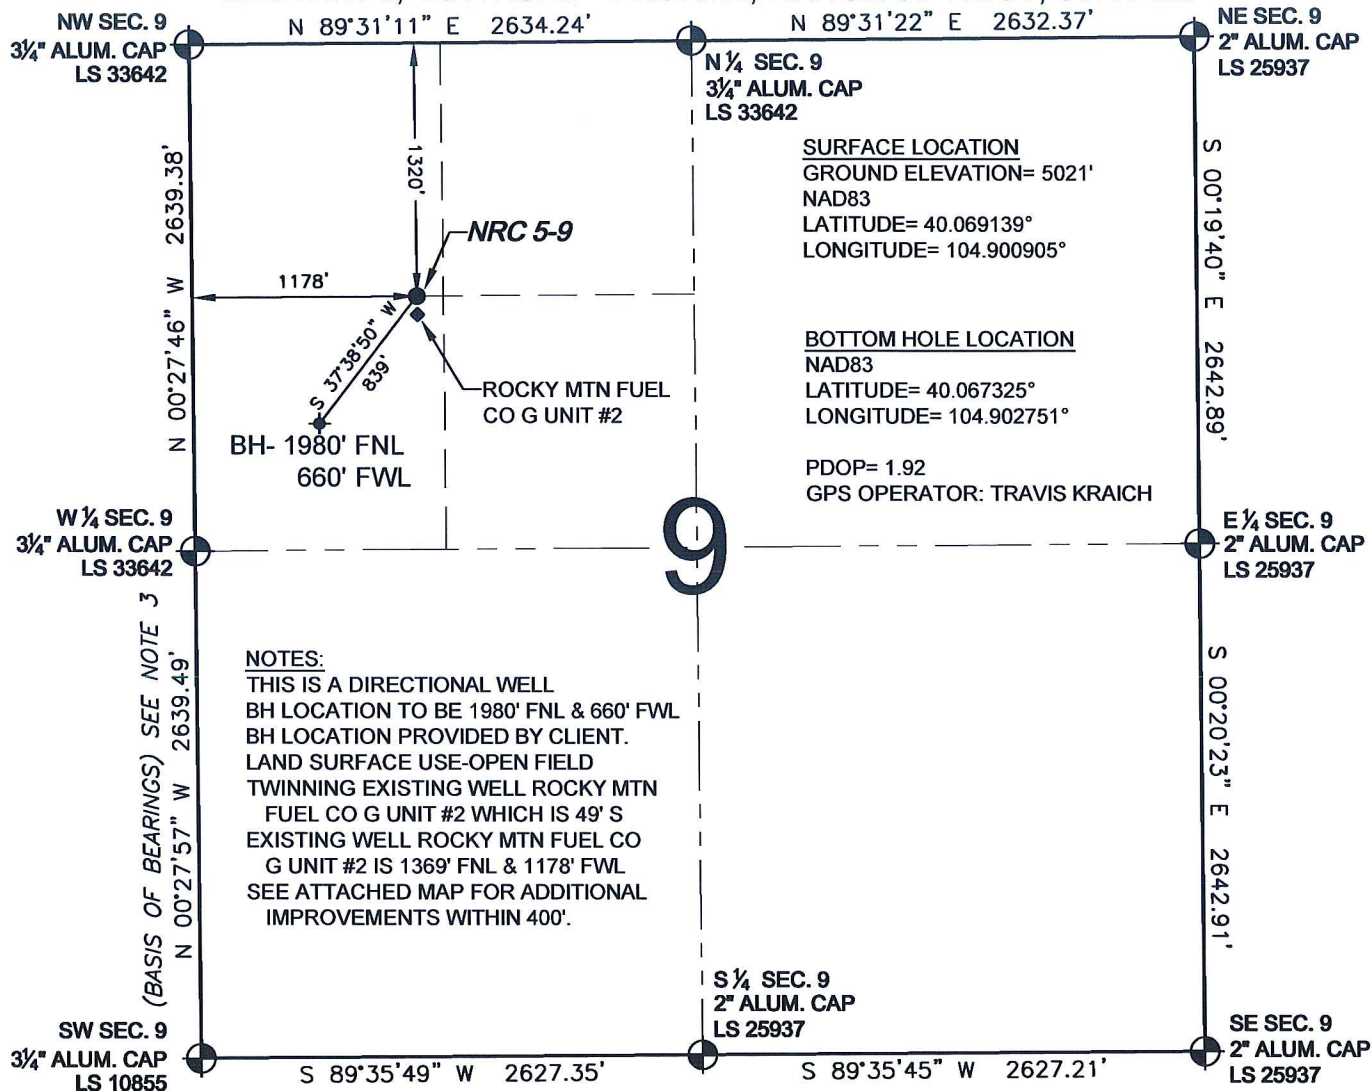 N 89°31'11" E 2634.24'
N 89°31'22" E 2632.37'
NW SEC. 9
3¼" ALUM. CAP
LS 33642
N ¼ SEC. 9
3¼" ALUM. CAP
LS 33642
NE SEC. 9
2" ALUM. CAP
LS 25937
SURFACE LOCATION
GROUND ELEVATION= 5021'
NAD83
LATITUDE= 40.069139°
LONGITUDE= 104.900905°
BOTTOM HOLE LOCATION
NAD83
LATITUDE= 40.067325°
LONGITUDE= 104.902751°
PDOP= 1.92
GPS OPERATOR: TRAVIS KRAICH
N 00°27'46" W 2639.38'
1320'
NRC 5-9
1178'
S 37°38'50" W
839'
ROCKY MTN FUEL
CO G UNIT #2
BH- 1980' FNL
660' FWL
S 00°19'40" E 2642.89'
W ¼ SEC. 9
3¼" ALUM. CAP
LS 33642
9
E ¼ SEC. 9
2" ALUM. CAP
LS 25937
(BASIS OF BEARINGS) SEE NOTE 3
N 00°27'57" W 2639.49'
NOTES:
THIS IS A DIRECTIONAL WELL
BH LOCATION TO BE 1980' FNL & 660' FWL
BH LOCATION PROVIDED BY CLIENT.
LAND SURFACE USE-OPEN FIELD
TWINNING EXISTING WELL ROCKY MTN
FUEL CO G UNIT #2 WHICH IS 49' S
EXISTING WELL ROCKY MTN FUEL CO
G UNIT #2 IS 1369' FNL & 1178' FWL
SEE ATTACHED MAP FOR ADDITIONAL
IMPROVEMENTS WITHIN 400'.
S 00°20'23" E 2642.91'
SW SEC. 9
3¼" ALUM. CAP
LS 10855
S ¼ SEC. 9
2" ALUM. CAP
LS 25937
SE SEC. 9
2" ALUM. CAP
LS 25937
S 89°35'49" W 2627.35'
S 89°35'45" W 2627.21'